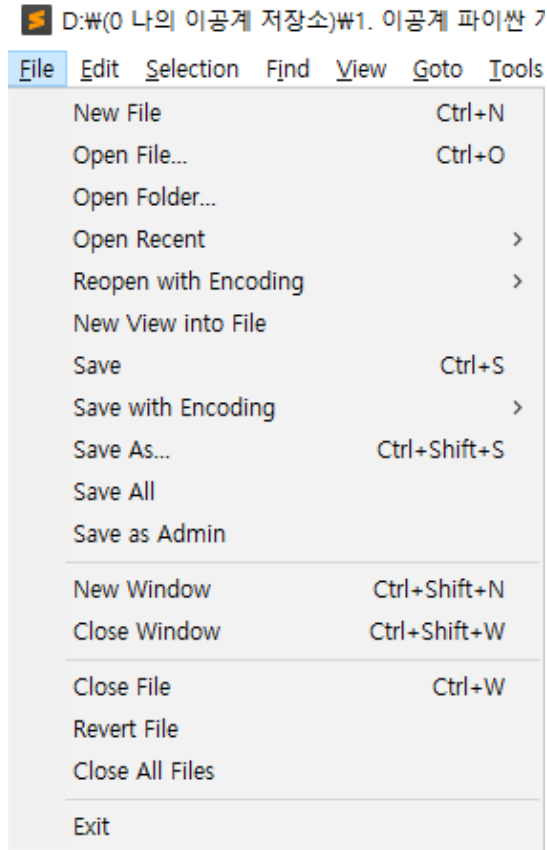 D:₩(0 나의 이공계 저장소)₩1. 이공계 파이싼
File Edit Selection Find View Goto Tools
New File Ctrl+N
Open File... Ctrl+O
Open Folder...
Open Recent >
Reopen with Encoding >
New View into File
Save Ctrl+S
Save with Encoding >
Save As... Ctrl+Shift+S
Save All
Save as Admin
New Window Ctrl+Shift+N
Close Window Ctrl+Shift+W
Close File Ctrl+W
Revert File
Close All Files
Exit